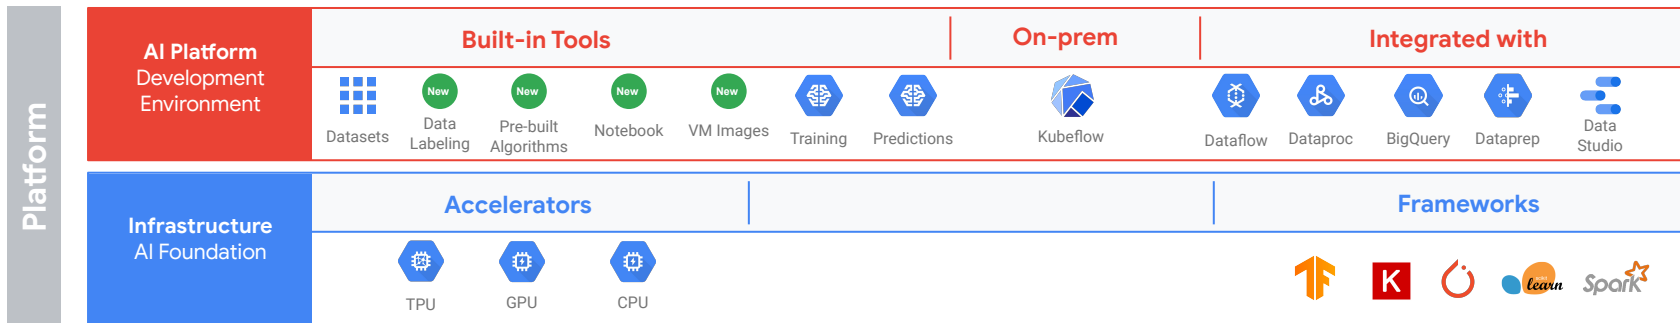 Platform
AI Platform
Development
Environment
Built-in Tools
On-prem
Integrated with
Datasets
New
Data
Labeling
New
Pre-built
Algorithms
New
Notebook
New
VM Images
Training
Predictions
Kubeflow
Dataflow
Dataproc
BigQuery
Dataprep
Data
Studio
Infrastructure
AI Foundation
Accelerators
Frameworks
TPU
GPU
CPU
K
learn
Spark